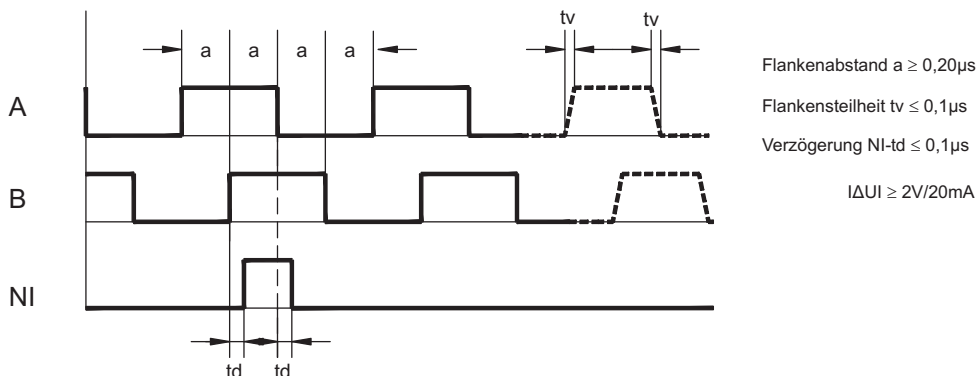 tv
tv
a
a
a
a
Flankenabstand a ≥ 0,20µs
A
Flankensteilheit tv ≤ 0,1µs
Verzögerung NI-td ≤ 0,1µs
B
IΔUI ≥ 2V/20mA
NI
td
td